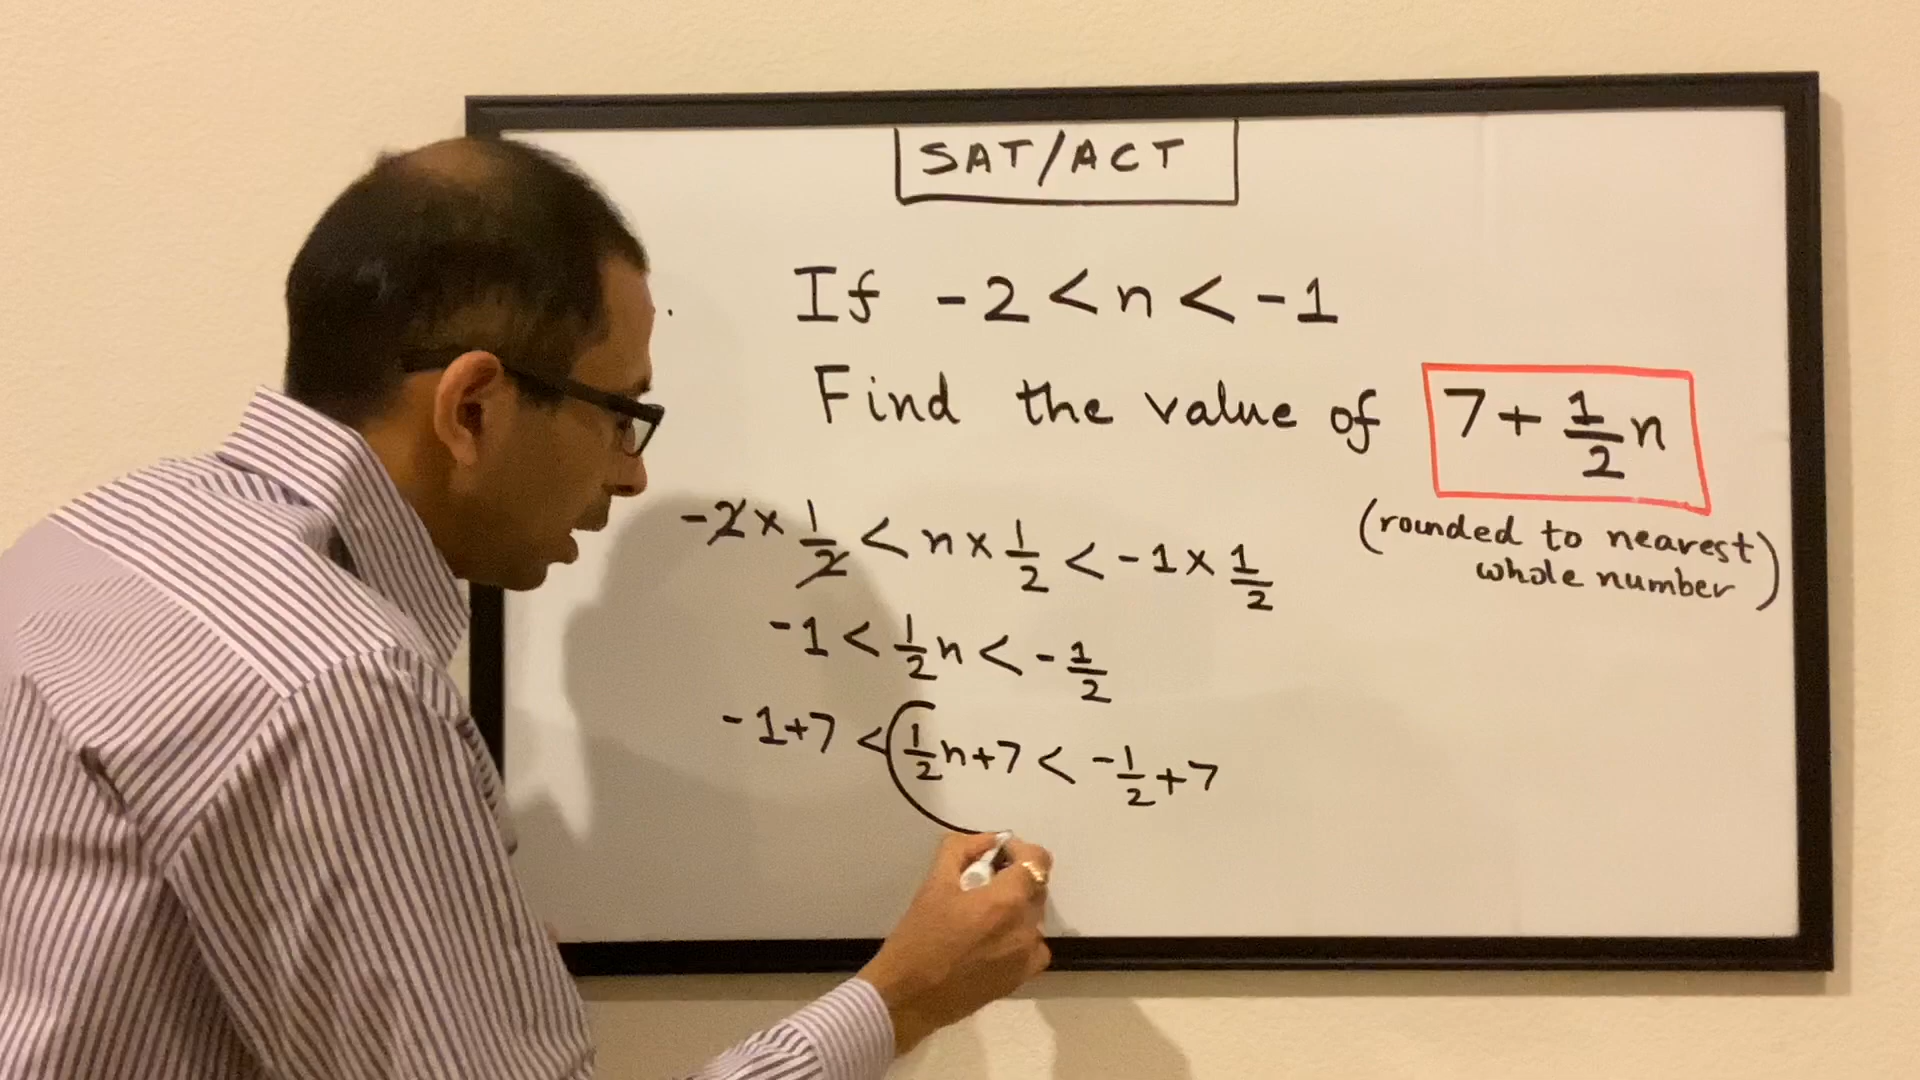 SAT/ACT
If -2 < n < -1
Find the value of 7 + 1/2 n
(rounded to nearest whole number)
-2 × 1/2 < n × 1/2 < -1 × 1/2
-1 < 1/2 n < - 1/2
-1+7 < 1/2 n+7 < - 1/2 +7